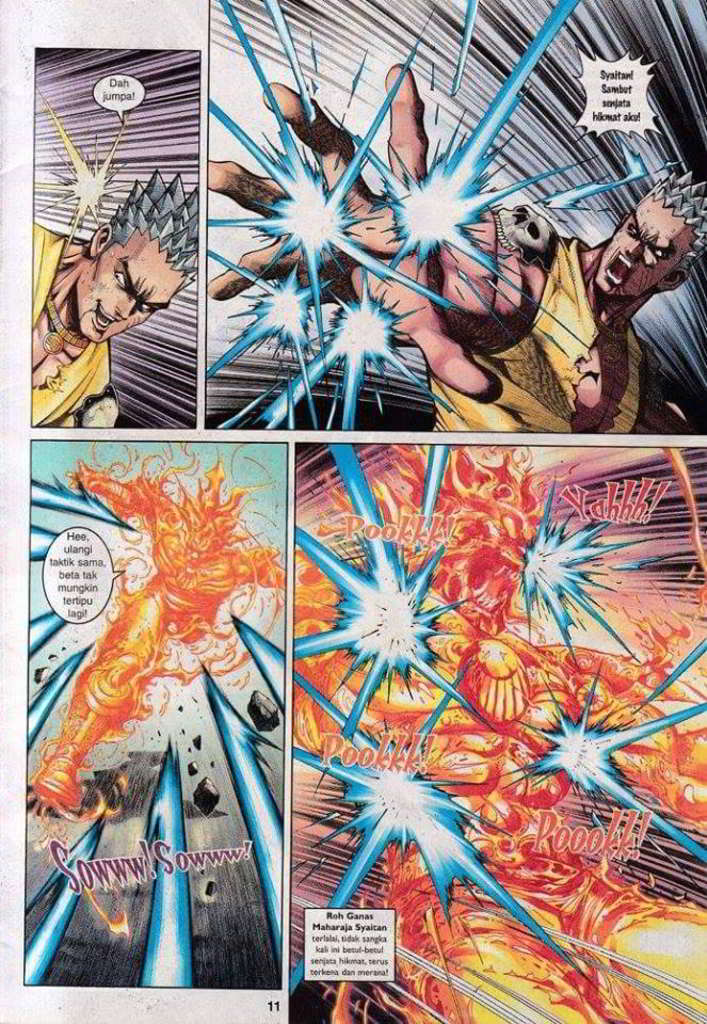 Dah
jumpa!
Syaitan!
Sambut
senjata
hikmat aku!
Hee,
ulangi
taktik sama,
beta tak
mungkin
tertipu
lagi!
Sowww! Sowww!
Yahhh!
Pookkk!
Pookkk!
Poookk!
Roh Ganas
Maharaja Syaitan
terlalai, tidak sangka
kali ini betul-betul
senjata hikmat, terus
terkena dan merana!
11